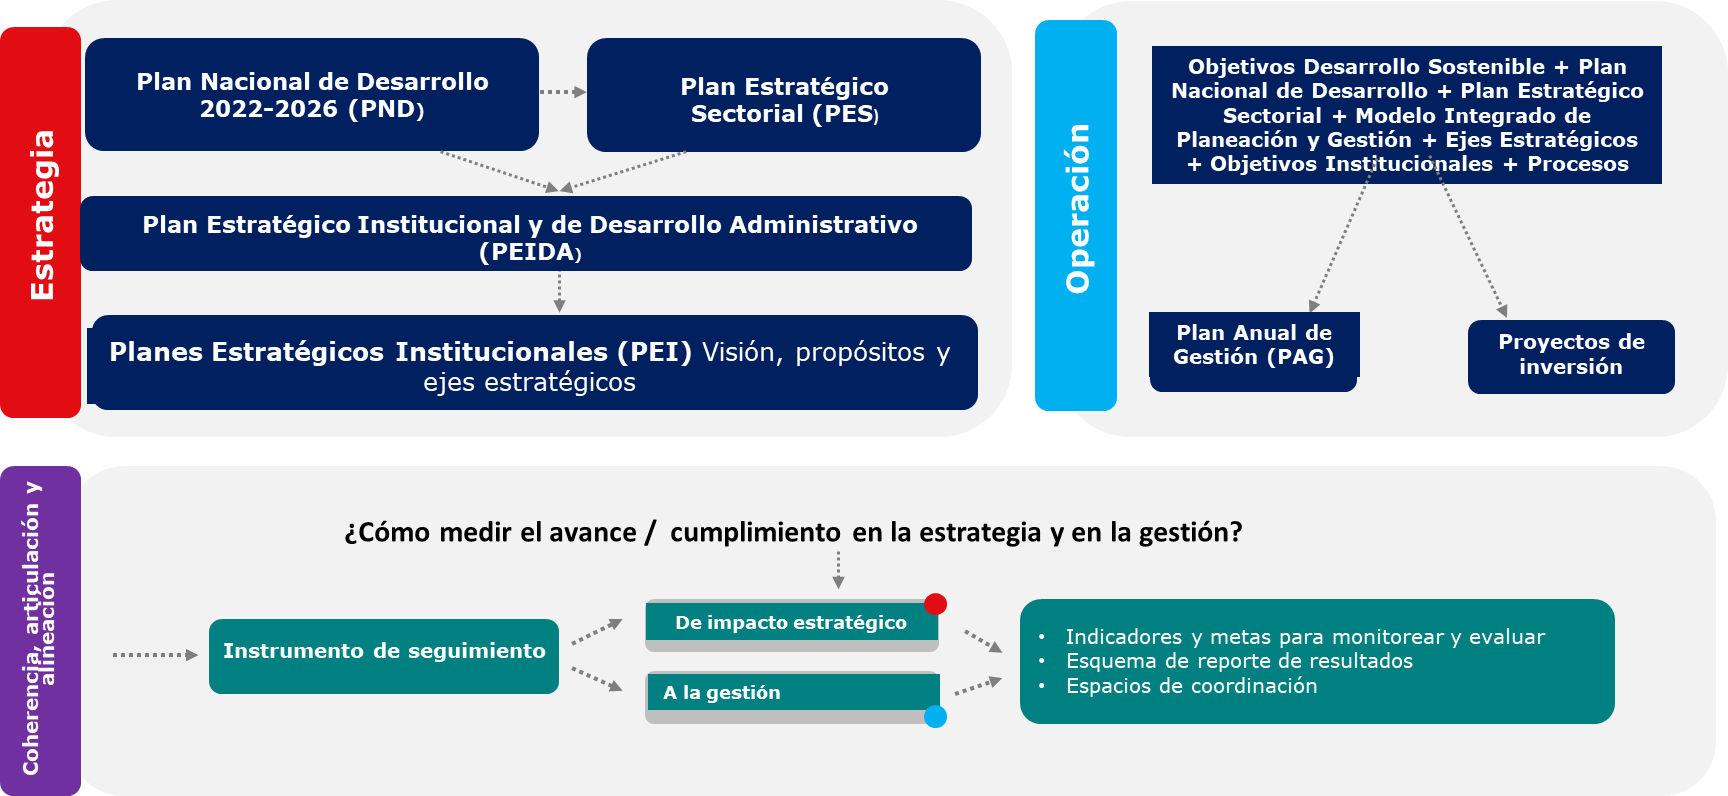 Estrategia
Plan Nacional de Desarrollo
2022–2026 (PND)
Plan Estratégico
Sectorial (PES)
Plan Estratégico Institucional y de Desarrollo Administrativo
(PEIDA)
Planes Estratégicos Institucionales (PEI) Visión, propósitos y
ejes estratégicos
Operación
Objetivos Desarrollo Sostenible + Plan
Nacional de Desarrollo + Plan Estratégico
Sectorial + Modelo Integrado de
Planeación y Gestión + Ejes Estratégicos
+ Objetivos Institucionales + Procesos
Plan Anual de
Gestión (PAG)
Proyectos de
inversión
Coherencia, articulación y
alineación
¿Cómo medir el avance / cumplimiento en la estrategia y en la gestión?
Instrumento de seguimiento
De impacto estratégico
A la gestión
• Indicadores y metas para monitorear y evaluar
• Esquema de reporte de resultados
• Espacios de coordinación